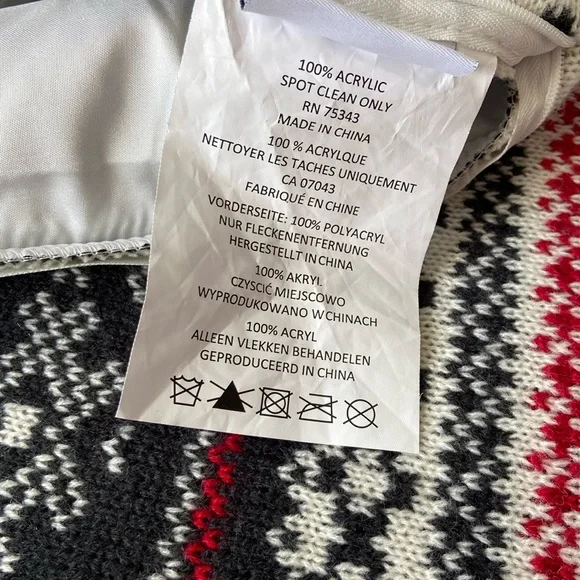 100% ACRYLIC
SPOT CLEAN ONLY
RN 75343
MADE IN CHINA
100 % ACRYLQUE
NETTOYER LES TACHES UNIQUEMENT
CA 07043
FABRIQUÉ EN CHINE
VORDERSEITE: 100% POLYACRYL
NUR FLECKENENTFERNUNG
HERGESTELLT IN CHINA
100% AKRYL
CZYSCIĆ MIEJSCOWO
WYPRODUKOWANO W CHINACH
100% ACRYL
ALLEEN VLEKKEN BEHANDELEN
GEPRODUCEERD IN CHINA